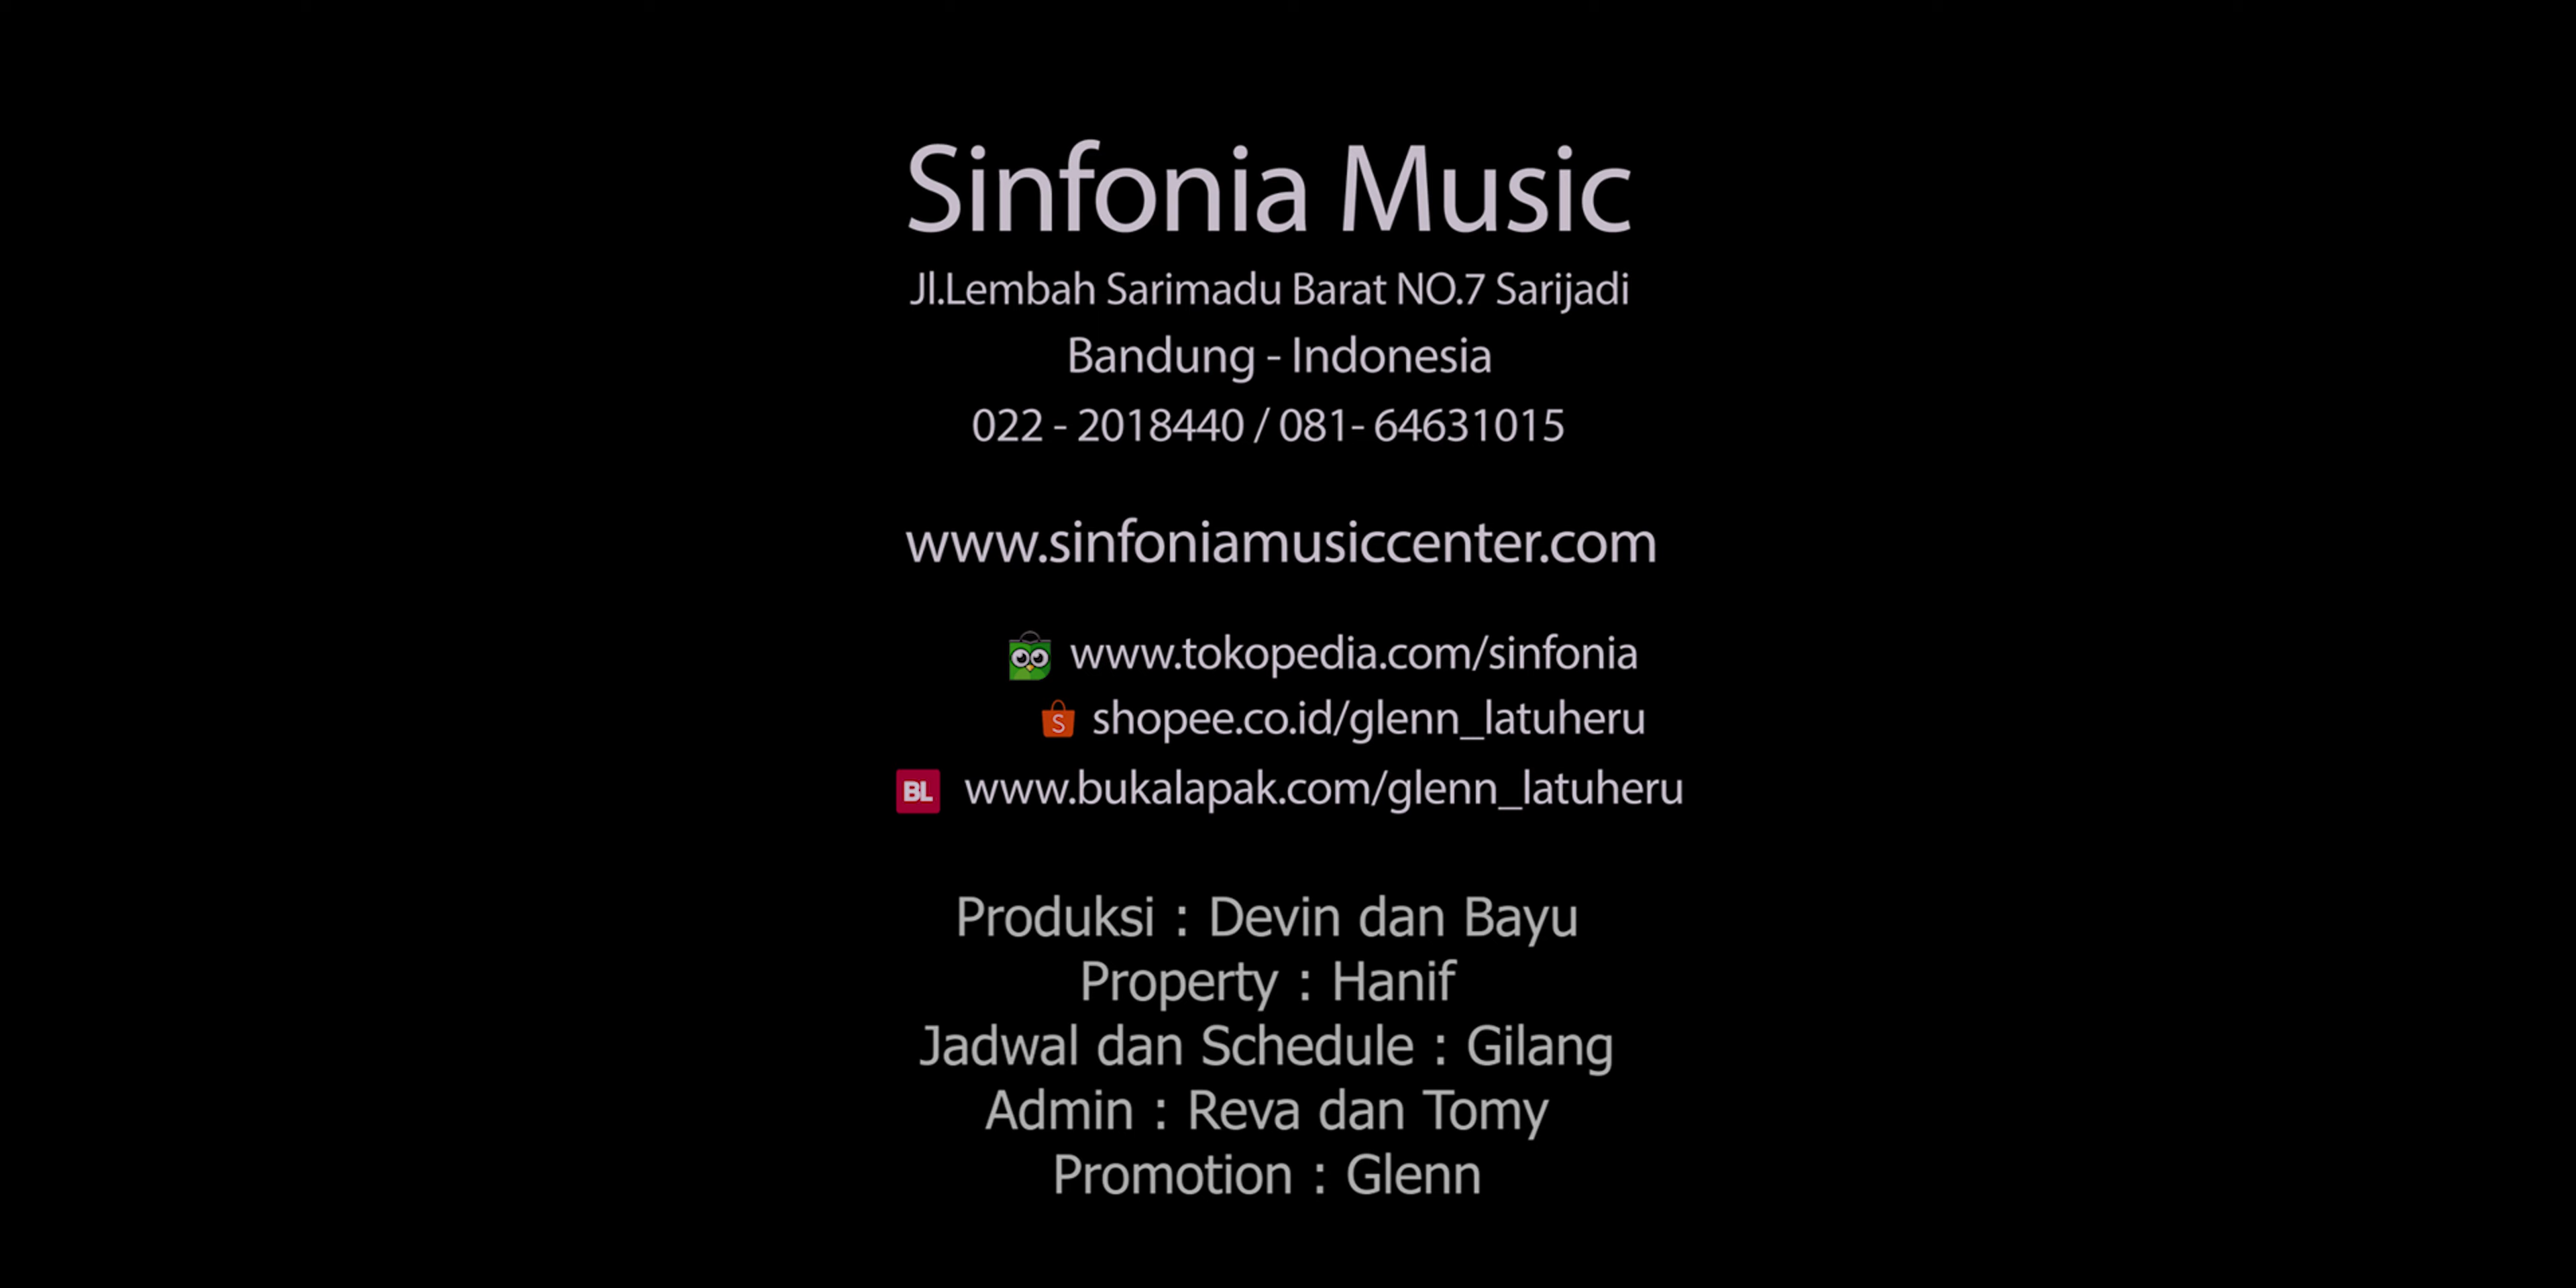 Sinfonia Music
Jl.Lembah Sarimadu Barat NO.7 Sarijadi
Bandung - Indonesia
022 - 2018440 / 081- 64631015
www.sinfoniamusiccenter.com
www.tokopedia.com/sinfonia
S shopee.co.id/glenn_latuheru
BL www.bukalapak.com/glenn_latuheru
Produksi : Devin dan Bayu
Property : Hanif
Jadwal dan Schedule : Gilang
Admin : Reva dan Tomy
Promotion : Glenn